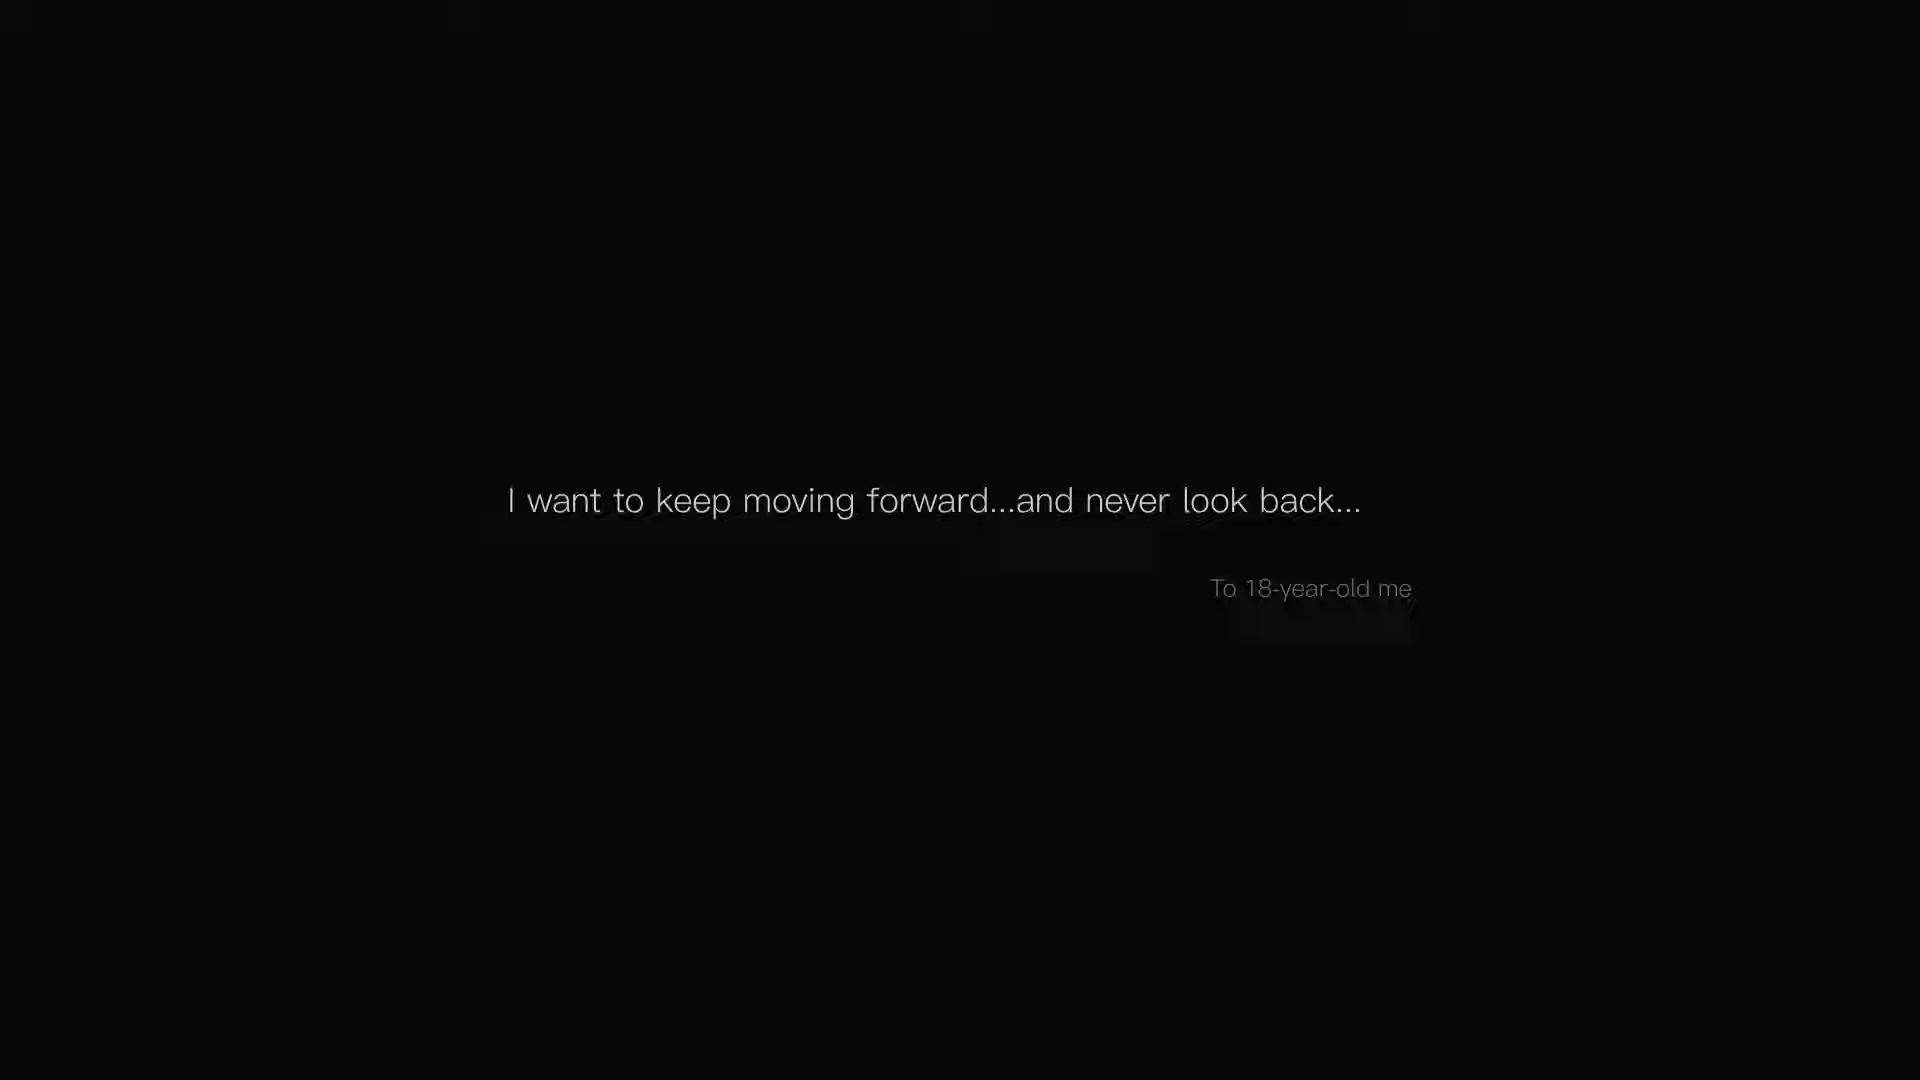 I want to keep moving forward...and never look back...
To 18-year-old me